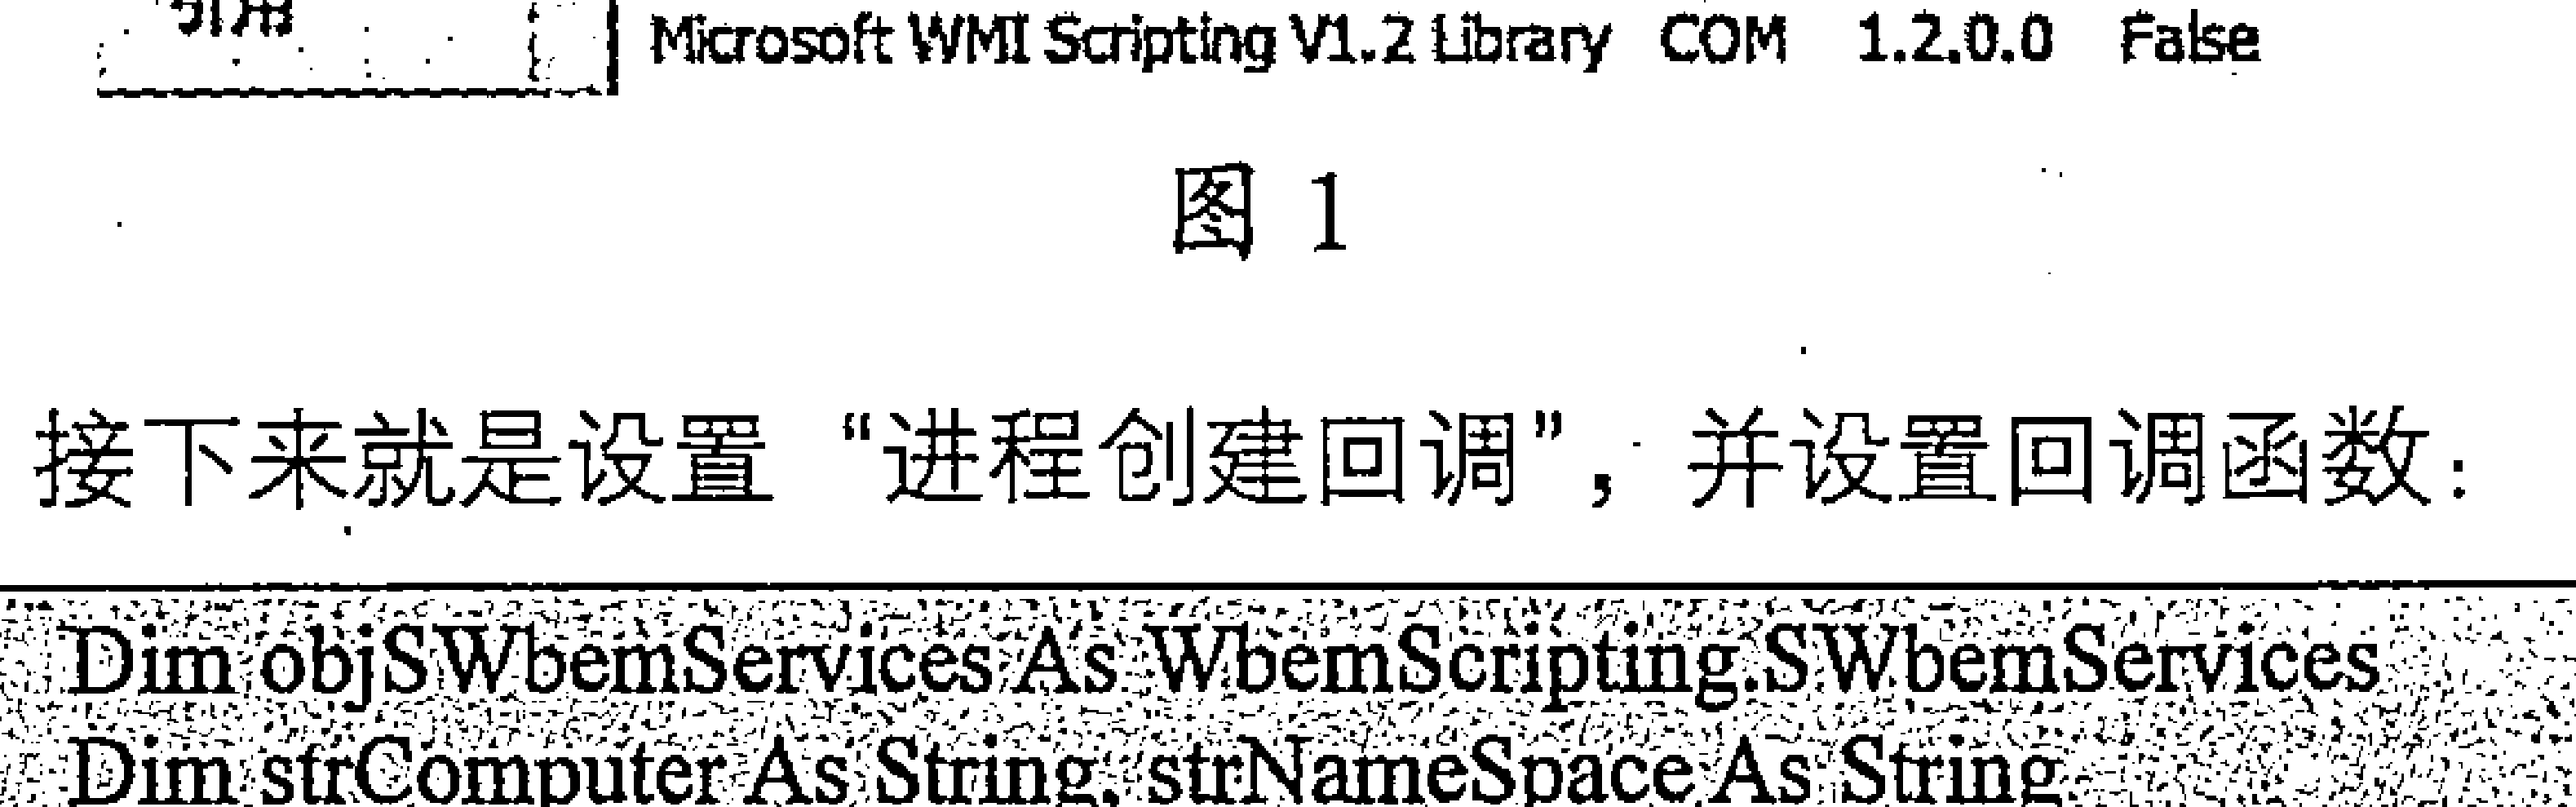 引用 Microsoft WMI Scripting V1.2 Library COM 1.2.0.0 False
图 1
接下来就是设置 “进程创建回调”, 并设置回调函数:
Dim objSWbemServices As WbemScripting.SWbemServices
Dim strComputer As String, strNameSpace As String